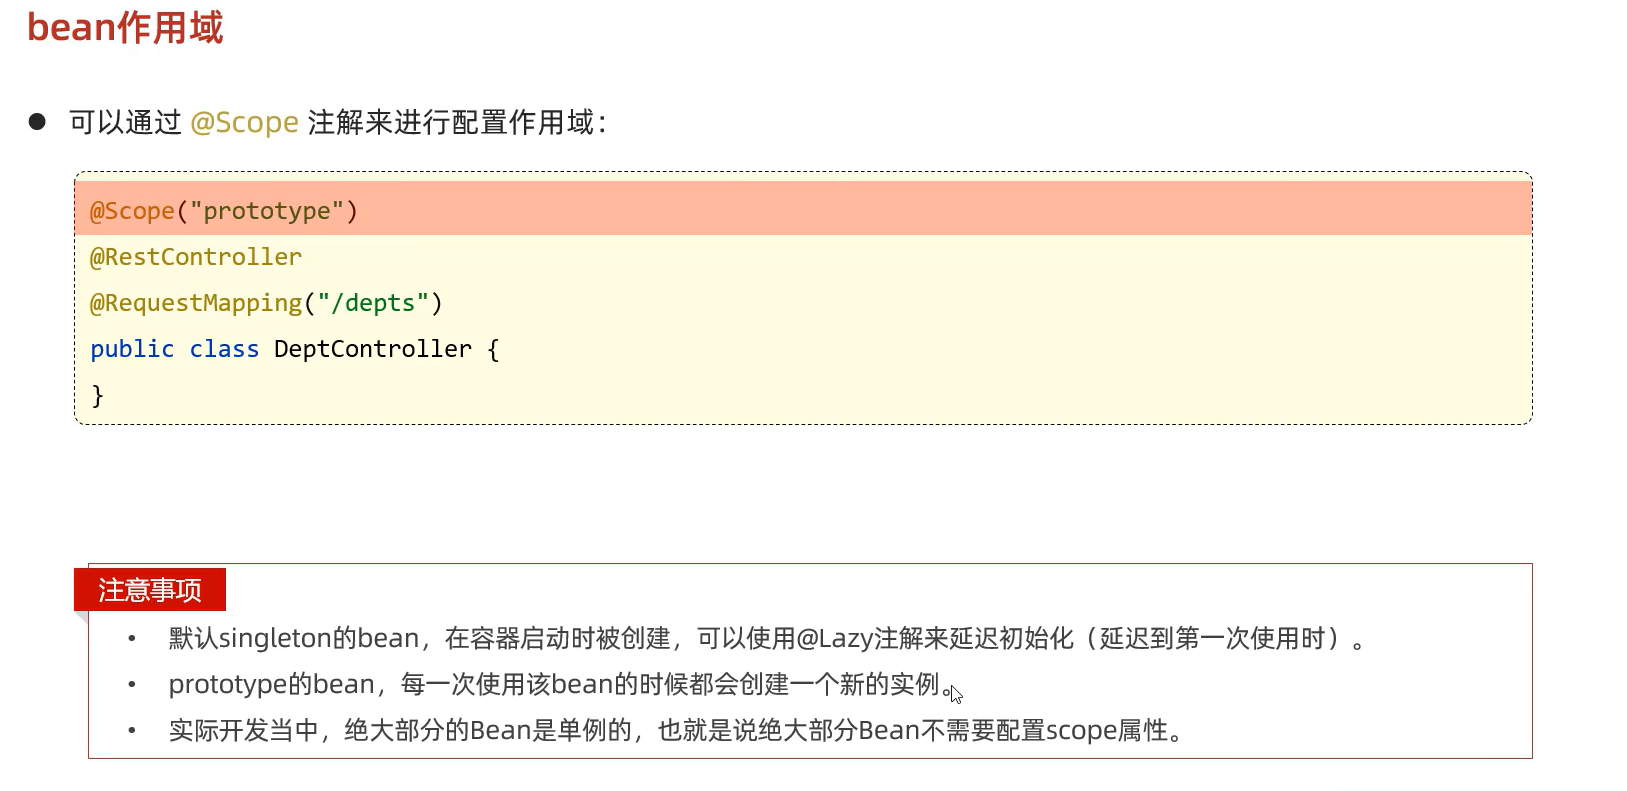 bean作用域
● 可以通过 @Scope 注解来进行配置作用域：
@Scope("prototype")
@RestController
@RequestMapping("/depts")
public class DeptController {
}
注意事项
• 默认singleton的bean，在容器启动时被创建，可以使用@Lazy注解来延迟初始化（延迟到第一次使用时）。
• prototype的bean，每一次使用该bean的时候都会创建一个新的实例。
• 实际开发当中，绝大部分的Bean是单例的，也就是说绝大部分Bean不需要配置scope属性。